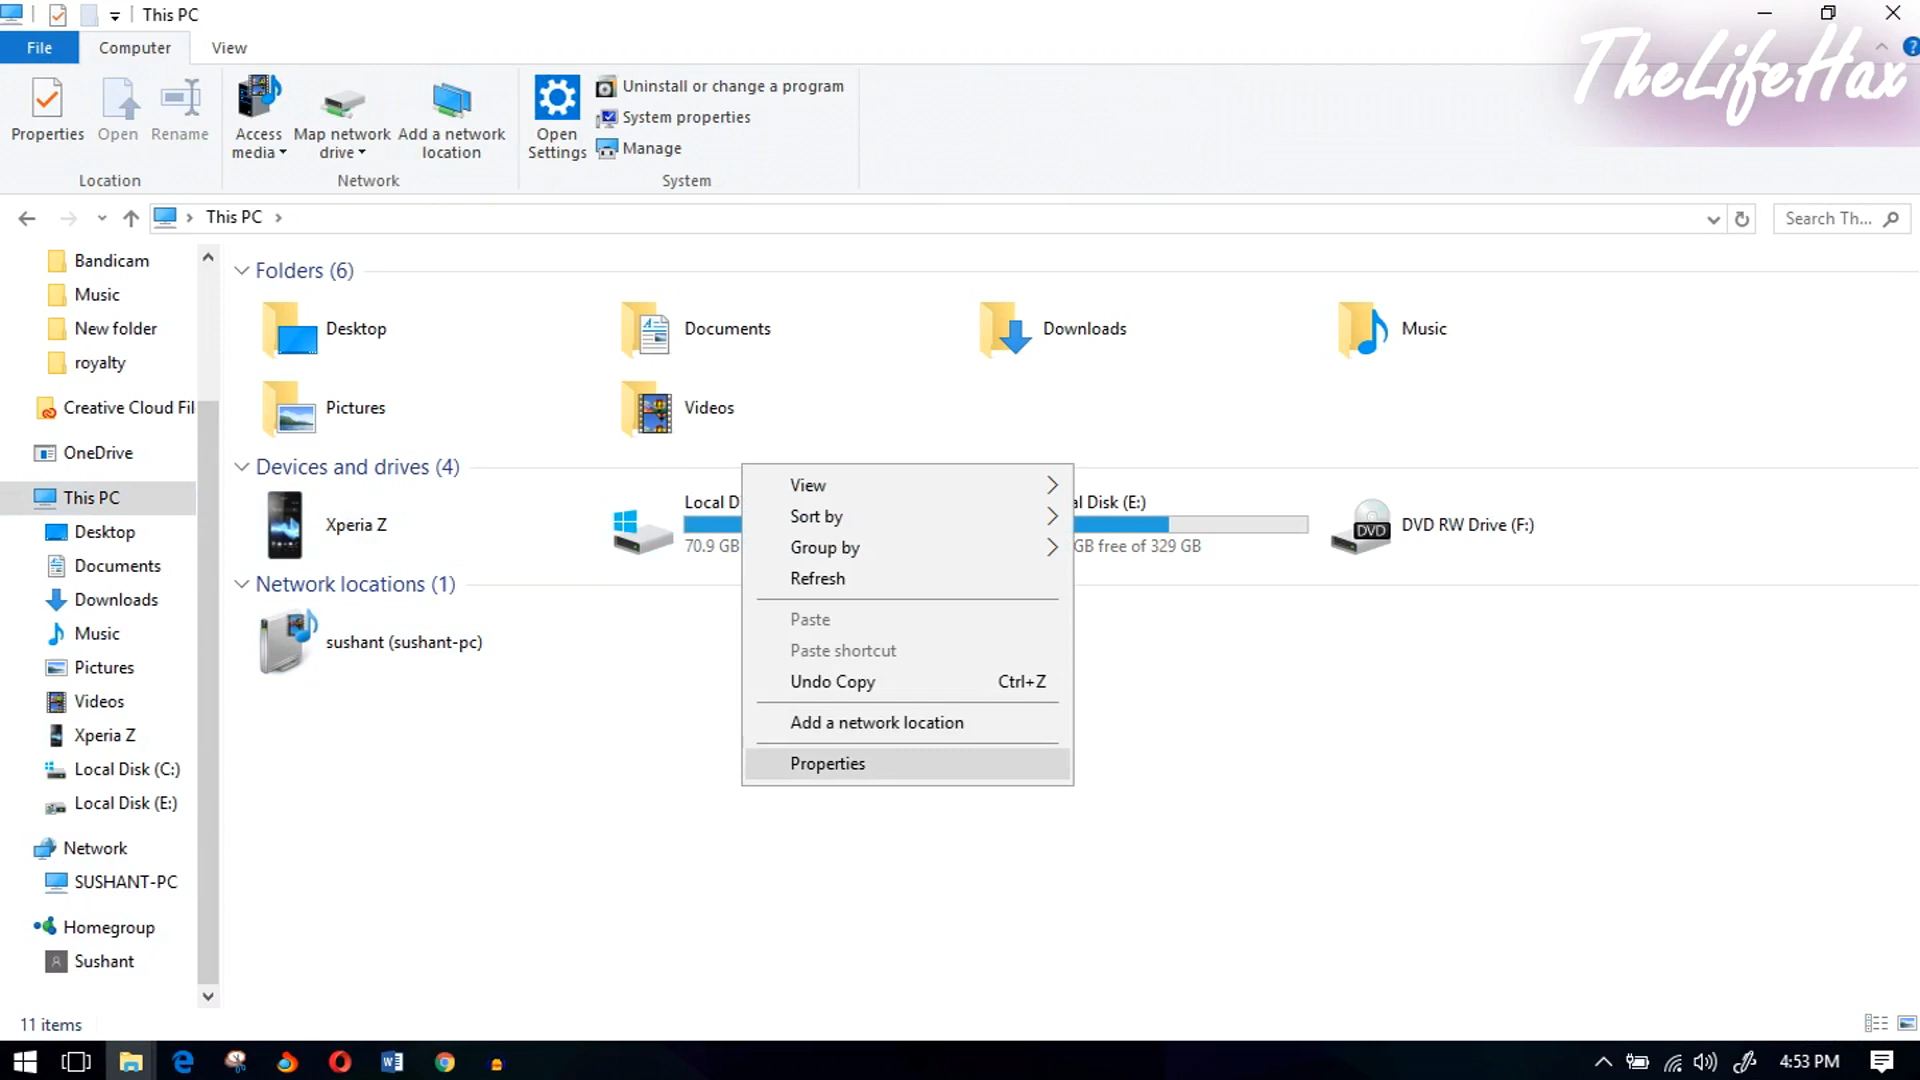 This PC
TheLifeHax
File
Computer
View
Properties
Open
Rename
Access
media
Map network
drive
Add a network
location
Open
Settings
Uninstall or change a program
System properties
Manage
Location
Network
System
This PC
Search Th...
Bandicam
Music
New folder
royalty
Creative Cloud Fil
OneDrive
This PC
Desktop
Documents
Downloads
Music
Pictures
Videos
Xperia Z
Local Disk (C:)
Local Disk (E:)
Network
SUSHANT-PC
Homegroup
Sushant
Folders (6)
Desktop
Documents
Downloads
Music
Pictures
Videos
Devices and drives (4)
Xperia Z
Local D
70.9 GB
al Disk (E:)
GB free of 329 GB
DVD
DVD RW Drive (F:)
Network locations (1)
sushant (sushant-pc)
View
Sort by
Group by
Refresh
Paste
Paste shortcut
Undo Copy Ctrl+Z
Add a network location
Properties
11 items
4:53 PM